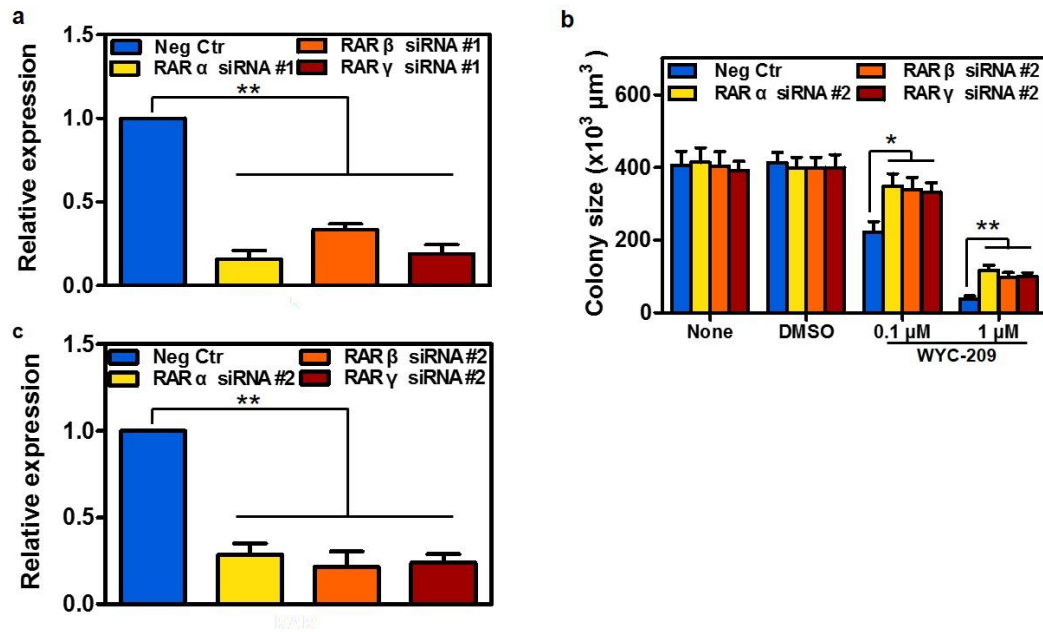 a
Relative expression
1.5
1.0
0.5
0.0
Neg Ctr
RAR β siRNA #1
RAR α siRNA #1
RAR γ siRNA #1
**
b
Colony size (x10³ µm³)
600
400
200
0
Neg Ctr
RAR β siRNA #2
RAR α siRNA #2
RAR γ siRNA #2
*
**
None DMSO 0.1 µM 1 µM
WYC-209
c
Relative expression
1.5
1.0
0.5
0.0
Neg Ctr
RAR β siRNA #2
RAR α siRNA #2
RAR γ siRNA #2
**